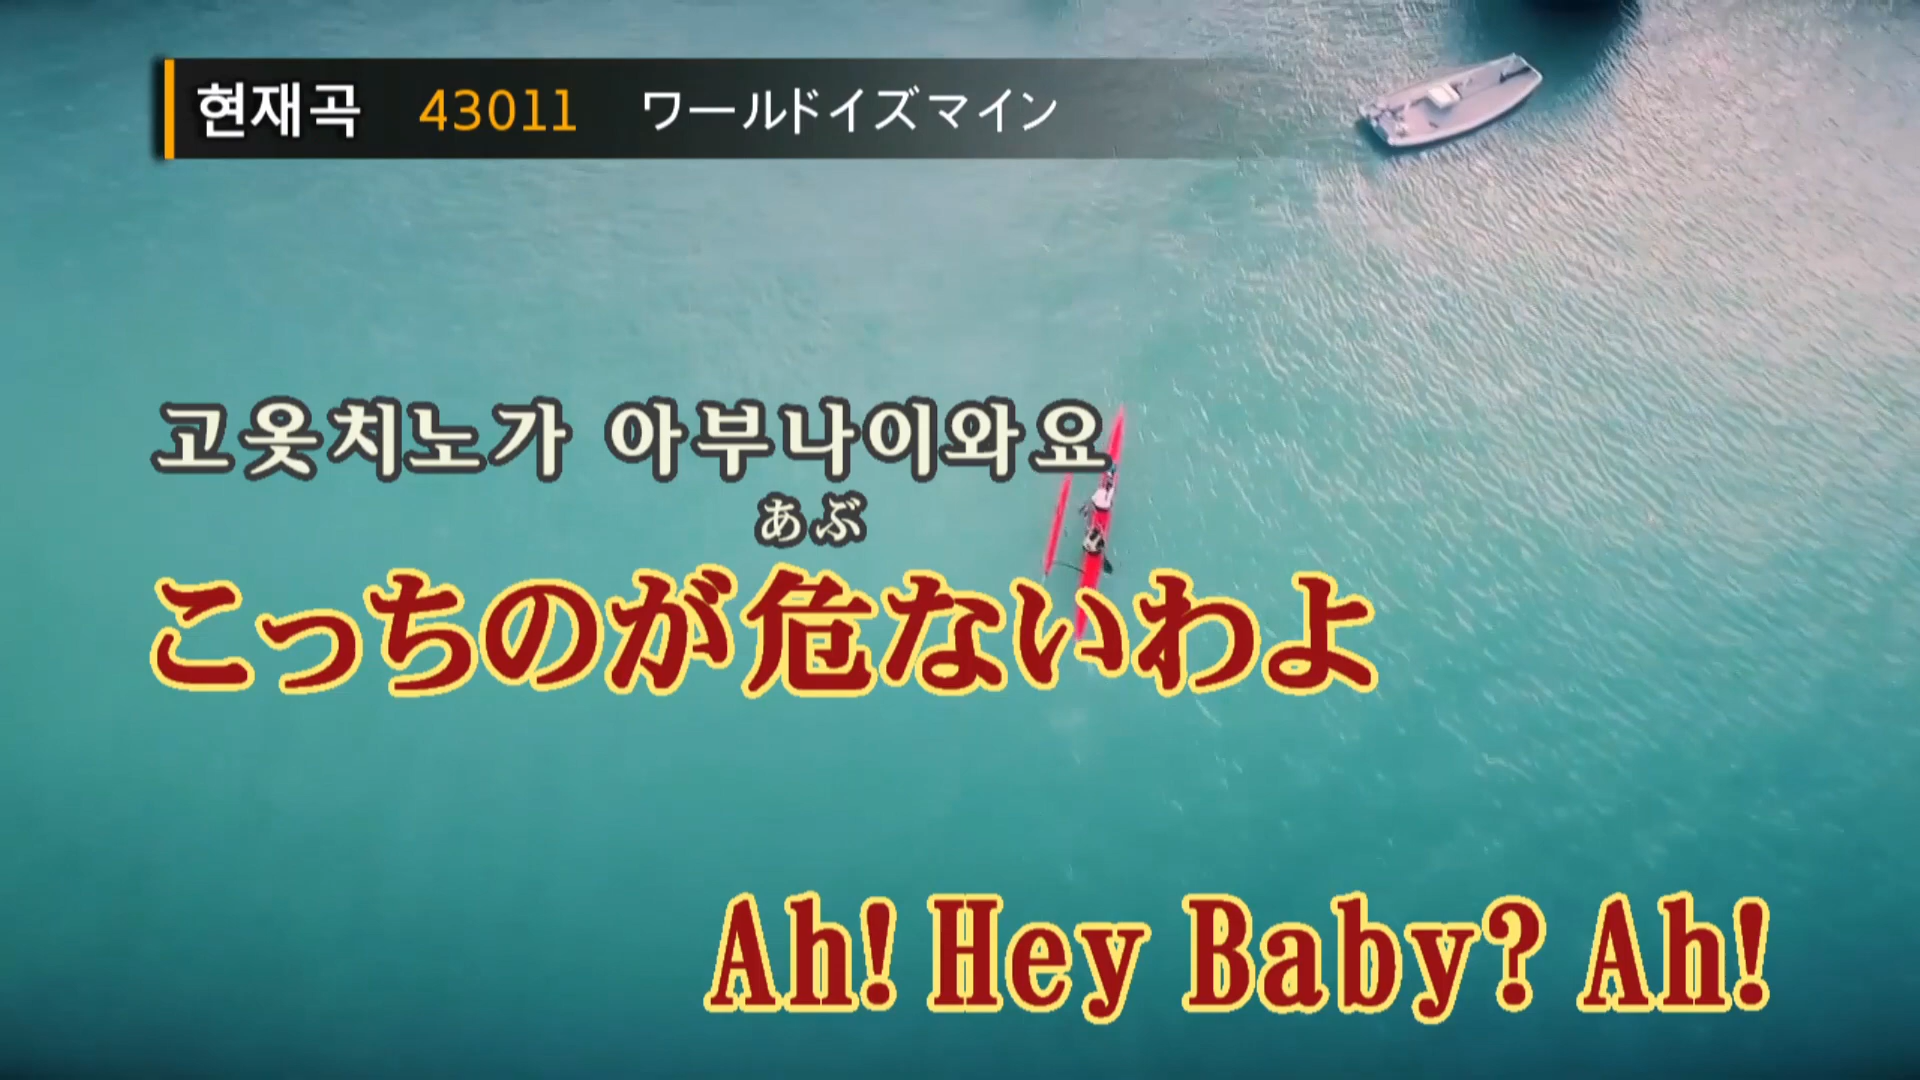 현재곡 43011 ワールドイズマイン
고옷치노가 아부나이와요
あぶ
こっちのが危ないわよ
Ah! Hey Baby? Ah!